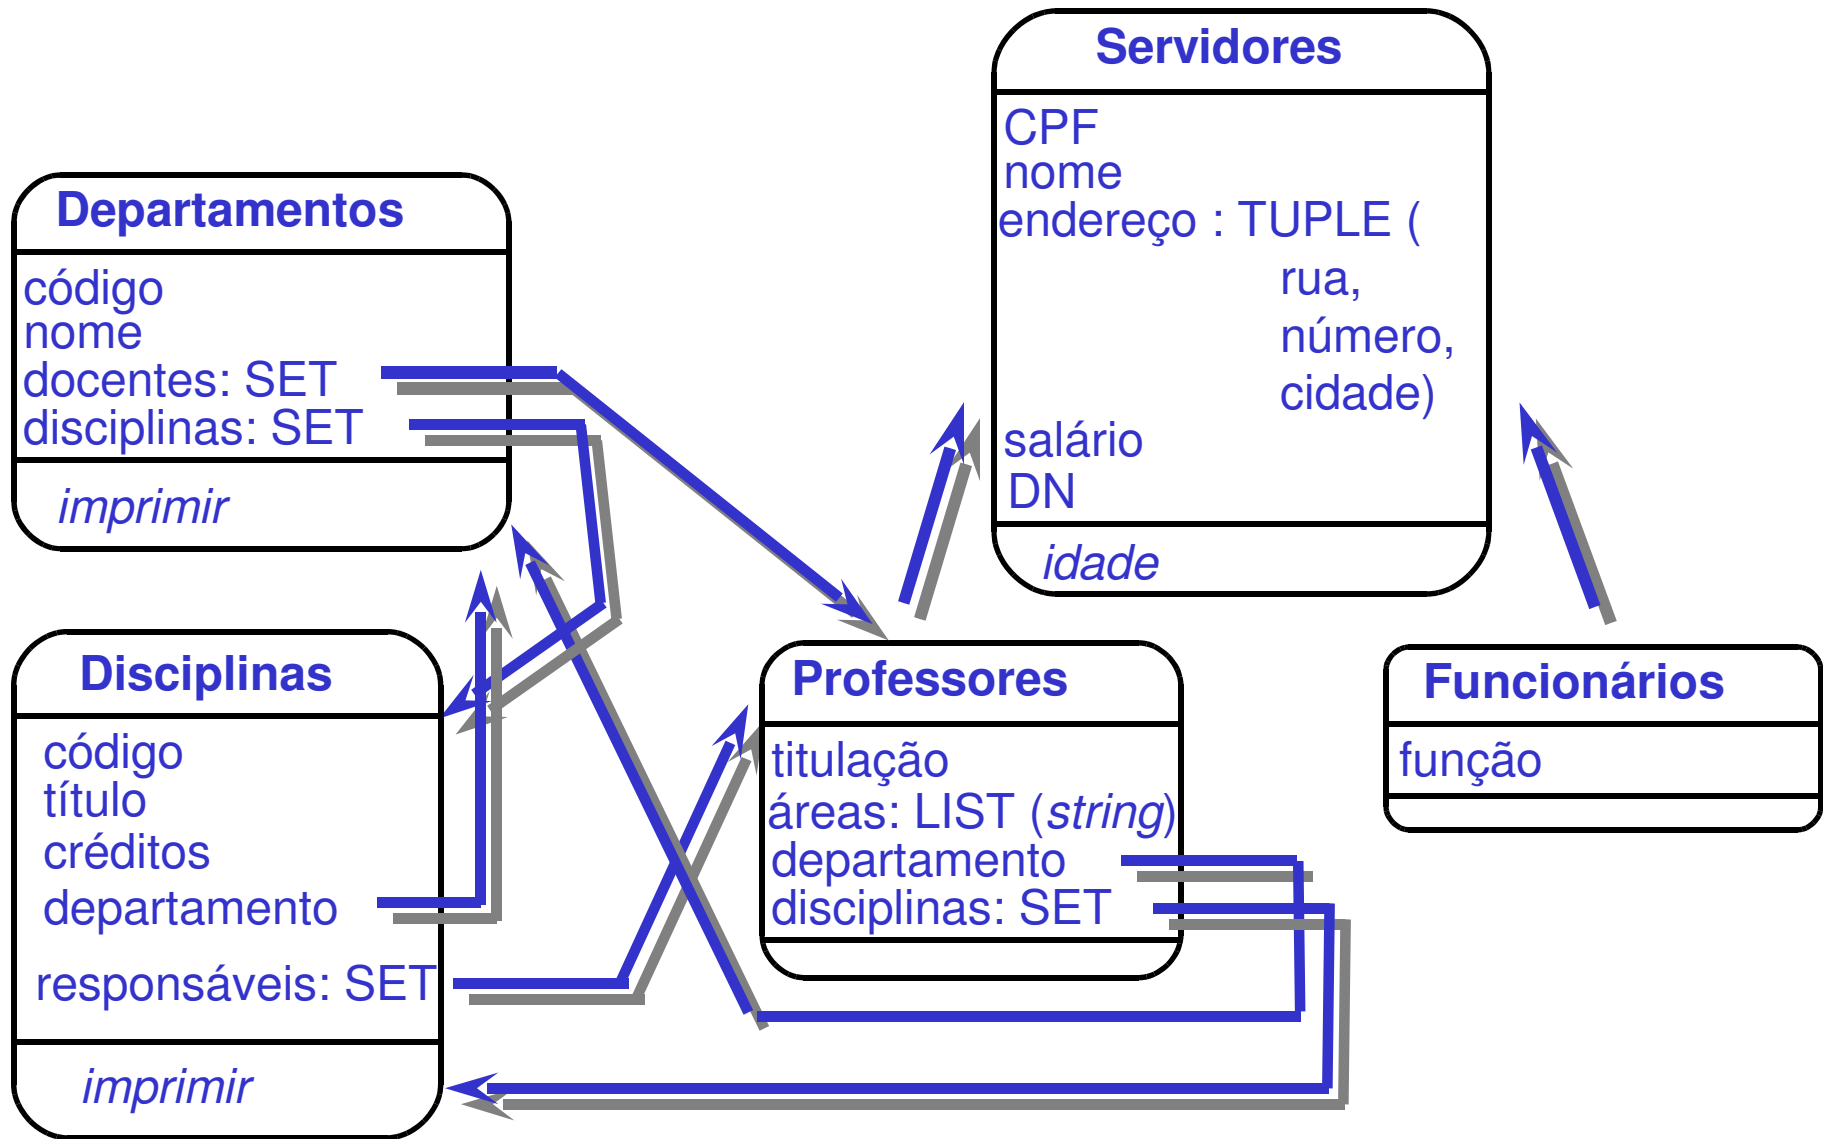 Servidores
CPF
nome
endereço : TUPLE (
rua,
número,
cidade)
salário
DN
idade
Departamentos
código
nome
docentes: SET
disciplinas: SET
imprimir
Disciplinas
código
título
créditos
departamento
responsáveis: SET
imprimir
Professores
titulação
áreas: LIST (string)
departamento
disciplinas: SET
Funcionários
função